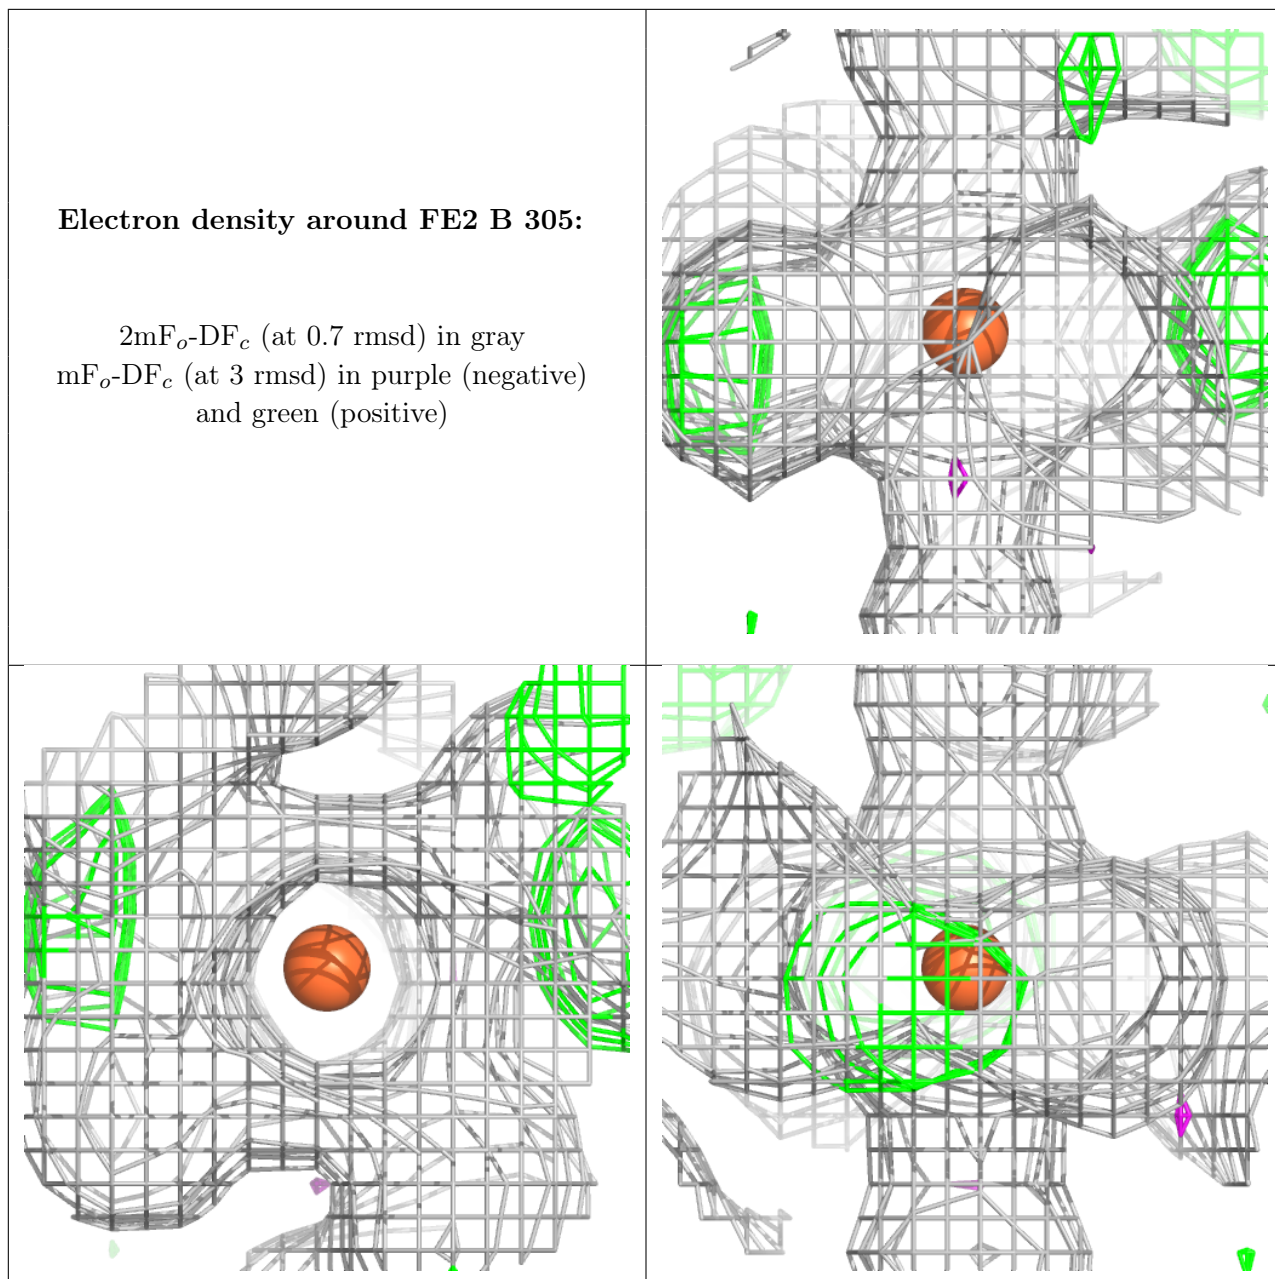 Electron density around FE2 B 305:
2mFo-DFc (at 0.7 rmsd) in gray
mFo-DFc (at 3 rmsd) in purple (negative)
and green (positive)